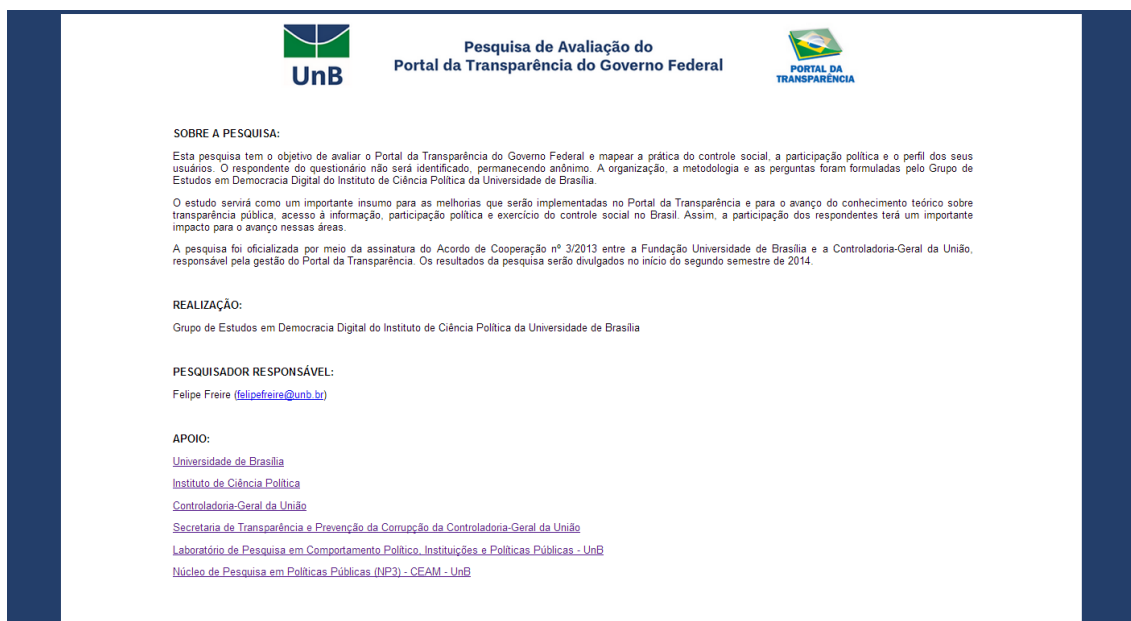 UnB
Pesquisa de Avaliação do
Portal da Transparência do Governo Federal
PORTAL DA
TRANSPARÊNCIA
SOBRE A PESQUISA:
Esta pesquisa tem o objetivo de avaliar o Portal da Transparência do Governo Federal e mapear a prática do controle social, a participação política e o perfil dos seus
usuários. O respondente do questionário não será identificado, permanecendo anônimo. A organização, a metodologia e as perguntas foram formuladas pelo Grupo de
Estudos em Democracia Digital do Instituto de Ciência Política da Universidade de Brasília.
O estudo servirá como um importante insumo para as melhorias que serão implementadas no Portal da Transparência e para o avanço do conhecimento teórico sobre
transparência pública, acesso à informação, participação política e exercício do controle social no Brasil. Assim, a participação dos respondentes terá um importante
impacto para o avanço nessas áreas.
A pesquisa foi oficializada por meio da assinatura do Acordo de Cooperação nº 3/2013 entre a Fundação Universidade de Brasília e a Controladoria-Geral da União,
responsável pela gestão do Portal da Transparência. Os resultados da pesquisa serão divulgados no início do segundo semestre de 2014.
REALIZAÇÃO:
Grupo de Estudos em Democracia Digital do Instituto de Ciência Política da Universidade de Brasília
PESQUISADOR RESPONSÁVEL:
Felipe Freire (felipefreire@unb.br)
APOIO:
Universidade de Brasília
Instituto de Ciência Política
Controladoria-Geral da União
Secretaria de Transparência e Prevenção da Corrupção da Controladoria-Geral da União
Laboratório de Pesquisa em Comportamento Político, Instituições e Políticas Públicas - UnB
Núcleo de Pesquisa em Políticas Públicas (NP3) - CEAM - UnB